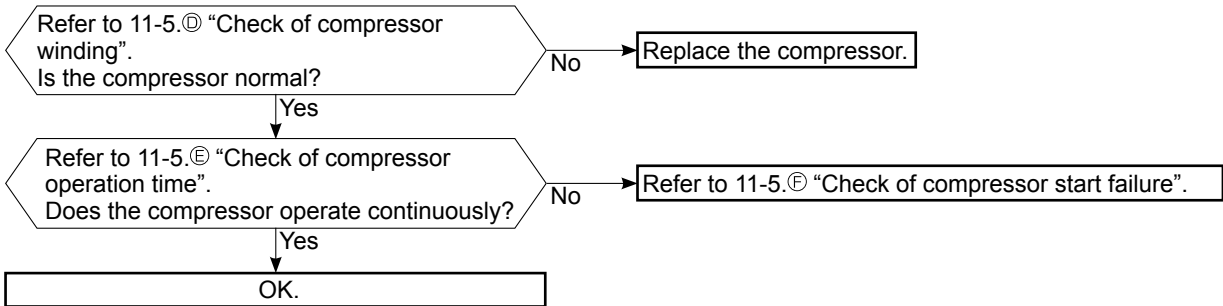 Refer to 11-5.Ⓓ “Check of compressor
winding”.
Is the compressor normal?
No
Replace the compressor.
Yes
Refer to 11-5.Ⓔ “Check of compressor
operation time”.
Does the compressor operate continuously?
No
Refer to 11-5.Ⓕ “Check of compressor start failure”.
Yes
OK.